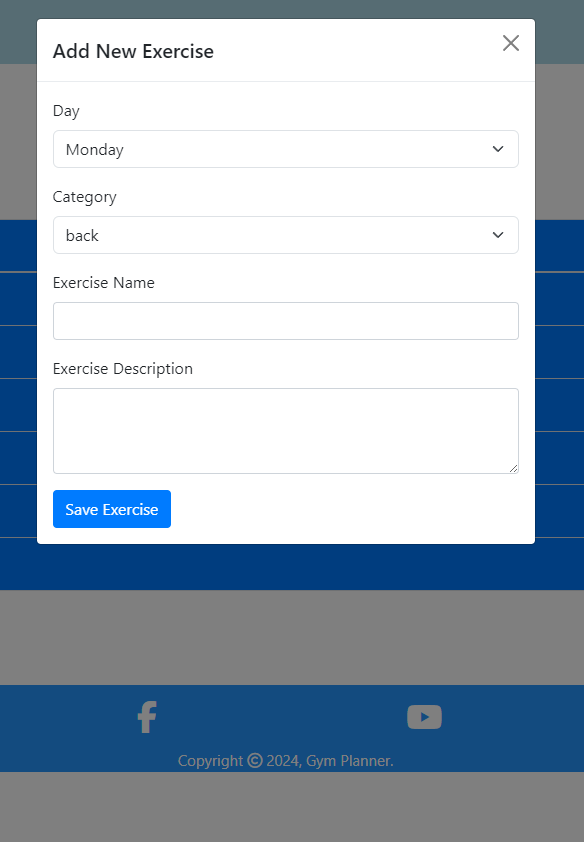 Add New Exercise
Day
Monday
Category
back
Exercise Name
Exercise Description
Save Exercise
Copyright © 2024, Gym Planner.